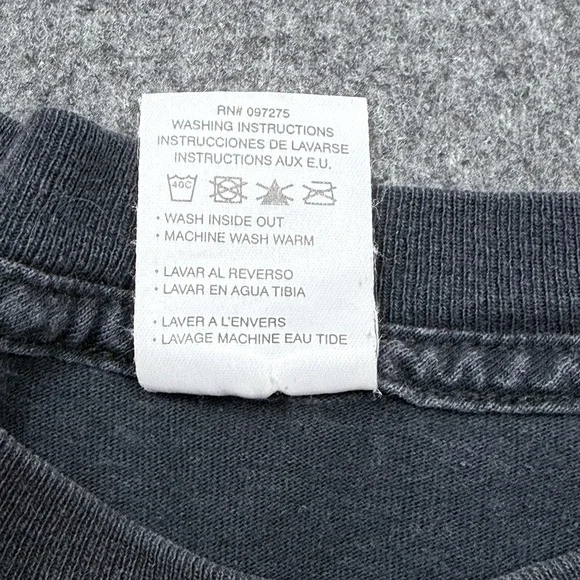 RN# 097275
WASHING INSTRUCTIONS
INSTRUCCIONES DE LAVARSE
INSTRUCTIONS AUX E.U.
40C
• WASH INSIDE OUT
• MACHINE WASH WARM
• LAVAR AL REVERSO
• LAVAR EN AGUA TIBIA
• LAVER A L'ENVERS
• LAVAGE MACHINE EAU TIDE